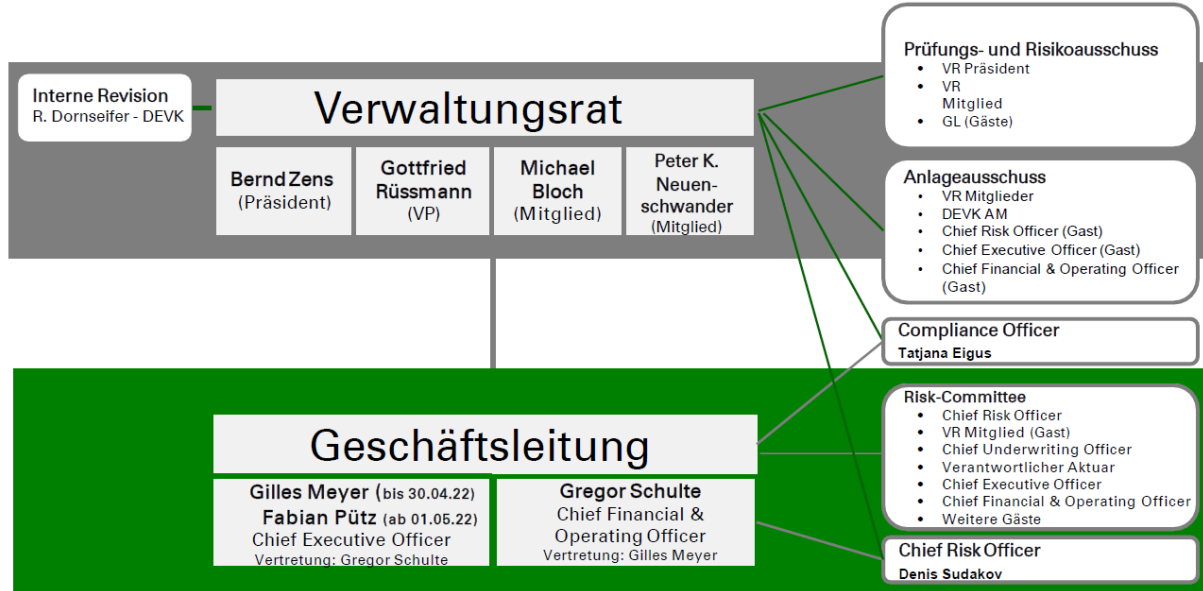 Interne Revision
R. Dornseifer - DEVK
Verwaltungsrat
Bernd Zens
(Präsident)
Gottfried
Rüssmann
(VP)
Michael
Bloch
(Mitglied)
Peter K.
Neuen-
schwander
(Mitglied)
Prüfungs- und Risikoausschuss
• VR Präsident
• VR
Mitglied
• GL (Gäste)
Anlageausschuss
• VR Mitglieder
• DEVK AM
• Chief Risk Officer (Gast)
• Chief Executive Officer (Gast)
• Chief Financial & Operating Officer
(Gast)
Compliance Officer
Tatjana Eigus
Geschäftsleitung
Gilles Meyer (bis 30.04.22)
Fabian Pütz (ab 01.05.22)
Chief Executive Officer
Vertretung: Gregor Schulte
Gregor Schulte
Chief Financial &
Operating Officer
Vertretung: Gilles Meyer
Risk-Committee
• Chief Risk Officer
• VR Mitglied (Gast)
• Chief Underwriting Officer
• Verantwortlicher Aktuar
• Chief Executive Officer
• Chief Financial & Operating Officer
• Weitere Gäste
Chief Risk Officer
Denis Sudakov